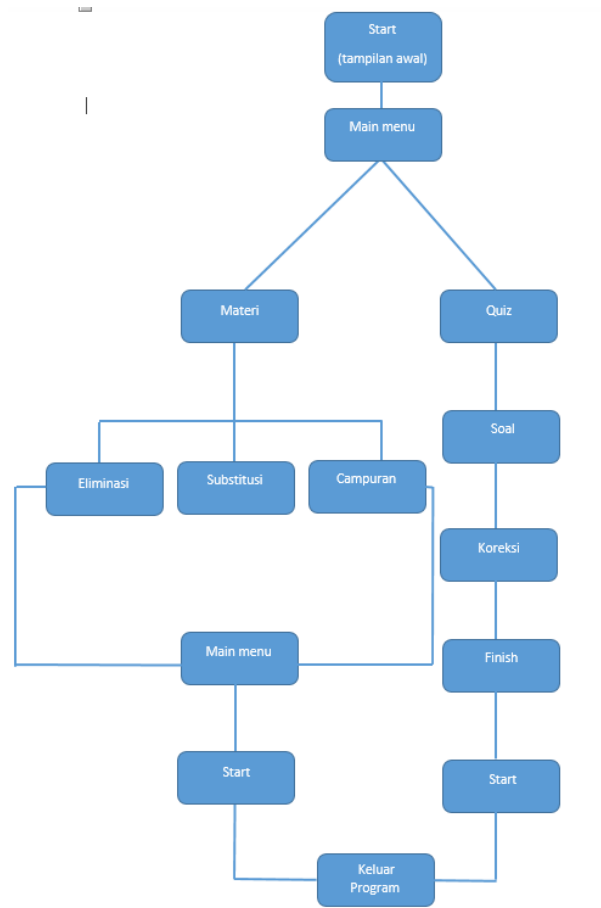 Start
(tampilan awal)
Main menu
Materi
Quiz
Soal
Eliminasi
Substitusi
Campuran
Koreksi
Main menu
Finish
Start
Start
Keluar
Program